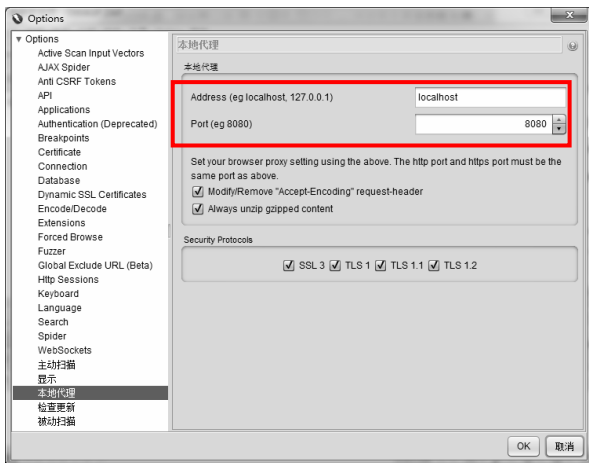 Options
Options
Active Scan Input Vectors
AJAX Spider
Anti CSRF Tokens
API
Applications
Authentication (Deprecated)
Breakpoints
Certificate
Connection
Database
Dynamic SSL Certificates
Encode/Decode
Extensions
Forced Browse
Fuzzer
Global Exclude URL (Beta)
Http Sessions
Keyboard
Language
Search
Spider
WebSockets
主动扫描
显示
本地代理
检查更新
被动扫描
本地代理
本地代理
Address (eg localhost, 127.0.0.1) localhost
Port (eg 8080) 8080
Set your browser proxy setting using the above. The http port and https port must be the
same port as above.
Modify/Remove "Accept-Encoding" request-header
Always unzip gzipped content
Security Protocols
SSL 3 TLS 1 TLS 1.1 TLS 1.2
OK 取消